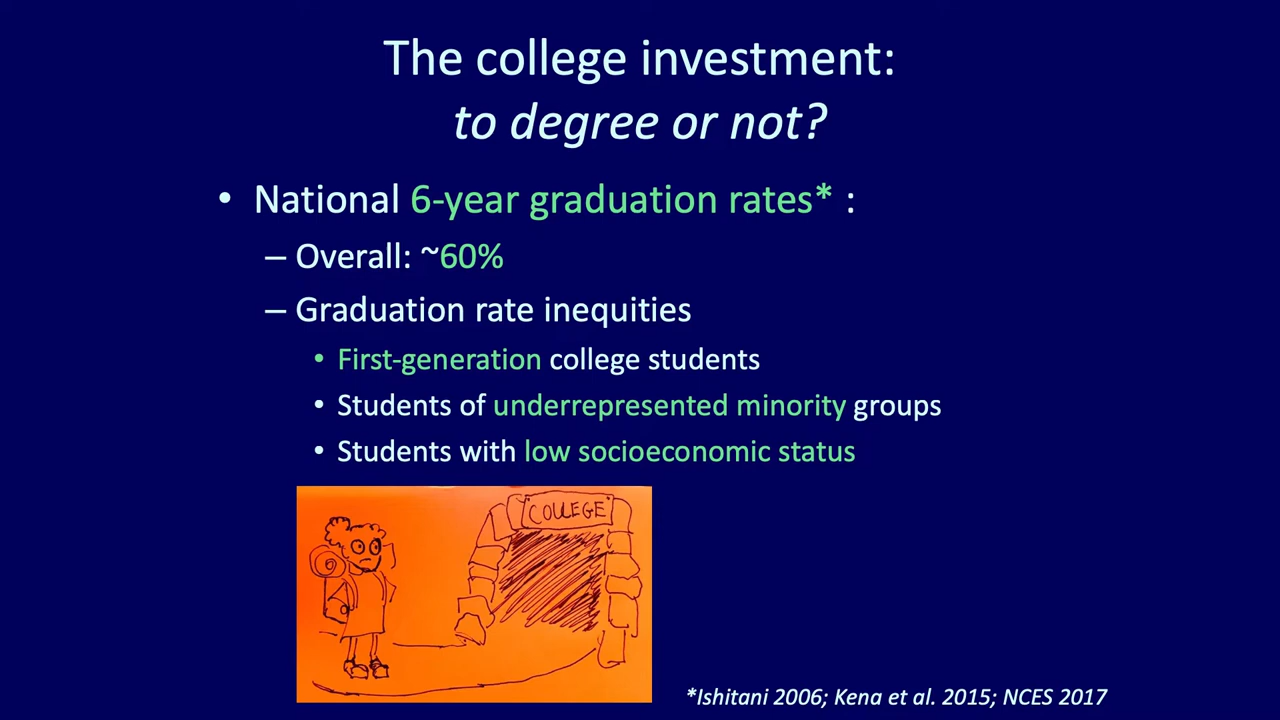 The college investment:
to degree or not?
• National 6-year graduation rates* :
– Overall: ~60%
– Graduation rate inequities
• First-generation college students
• Students of underrepresented minority groups
• Students with low socioeconomic status
COLLEGE
*Ishitani 2006; Kena et al. 2015; NCES 2017